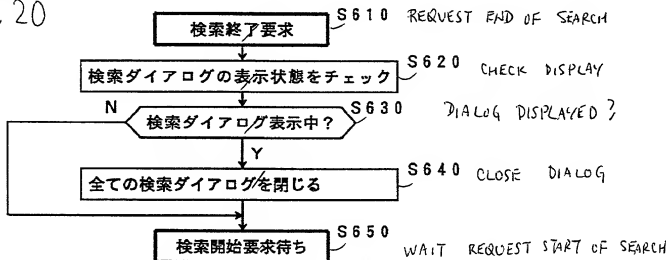 . 20
検索終了要求 S610 REQUEST END OF SEARCH
検索ダイアログの表示状態をチェック S620 CHECK DISPLAY
N 検索ダイアログ表示中？ S630 DIALOG DISPLAYED?
Y
全ての検索ダイアログを閉じる S640 CLOSE DIALOG
検索開始要求待ち S650 WAIT REQUEST START OF SEARCH